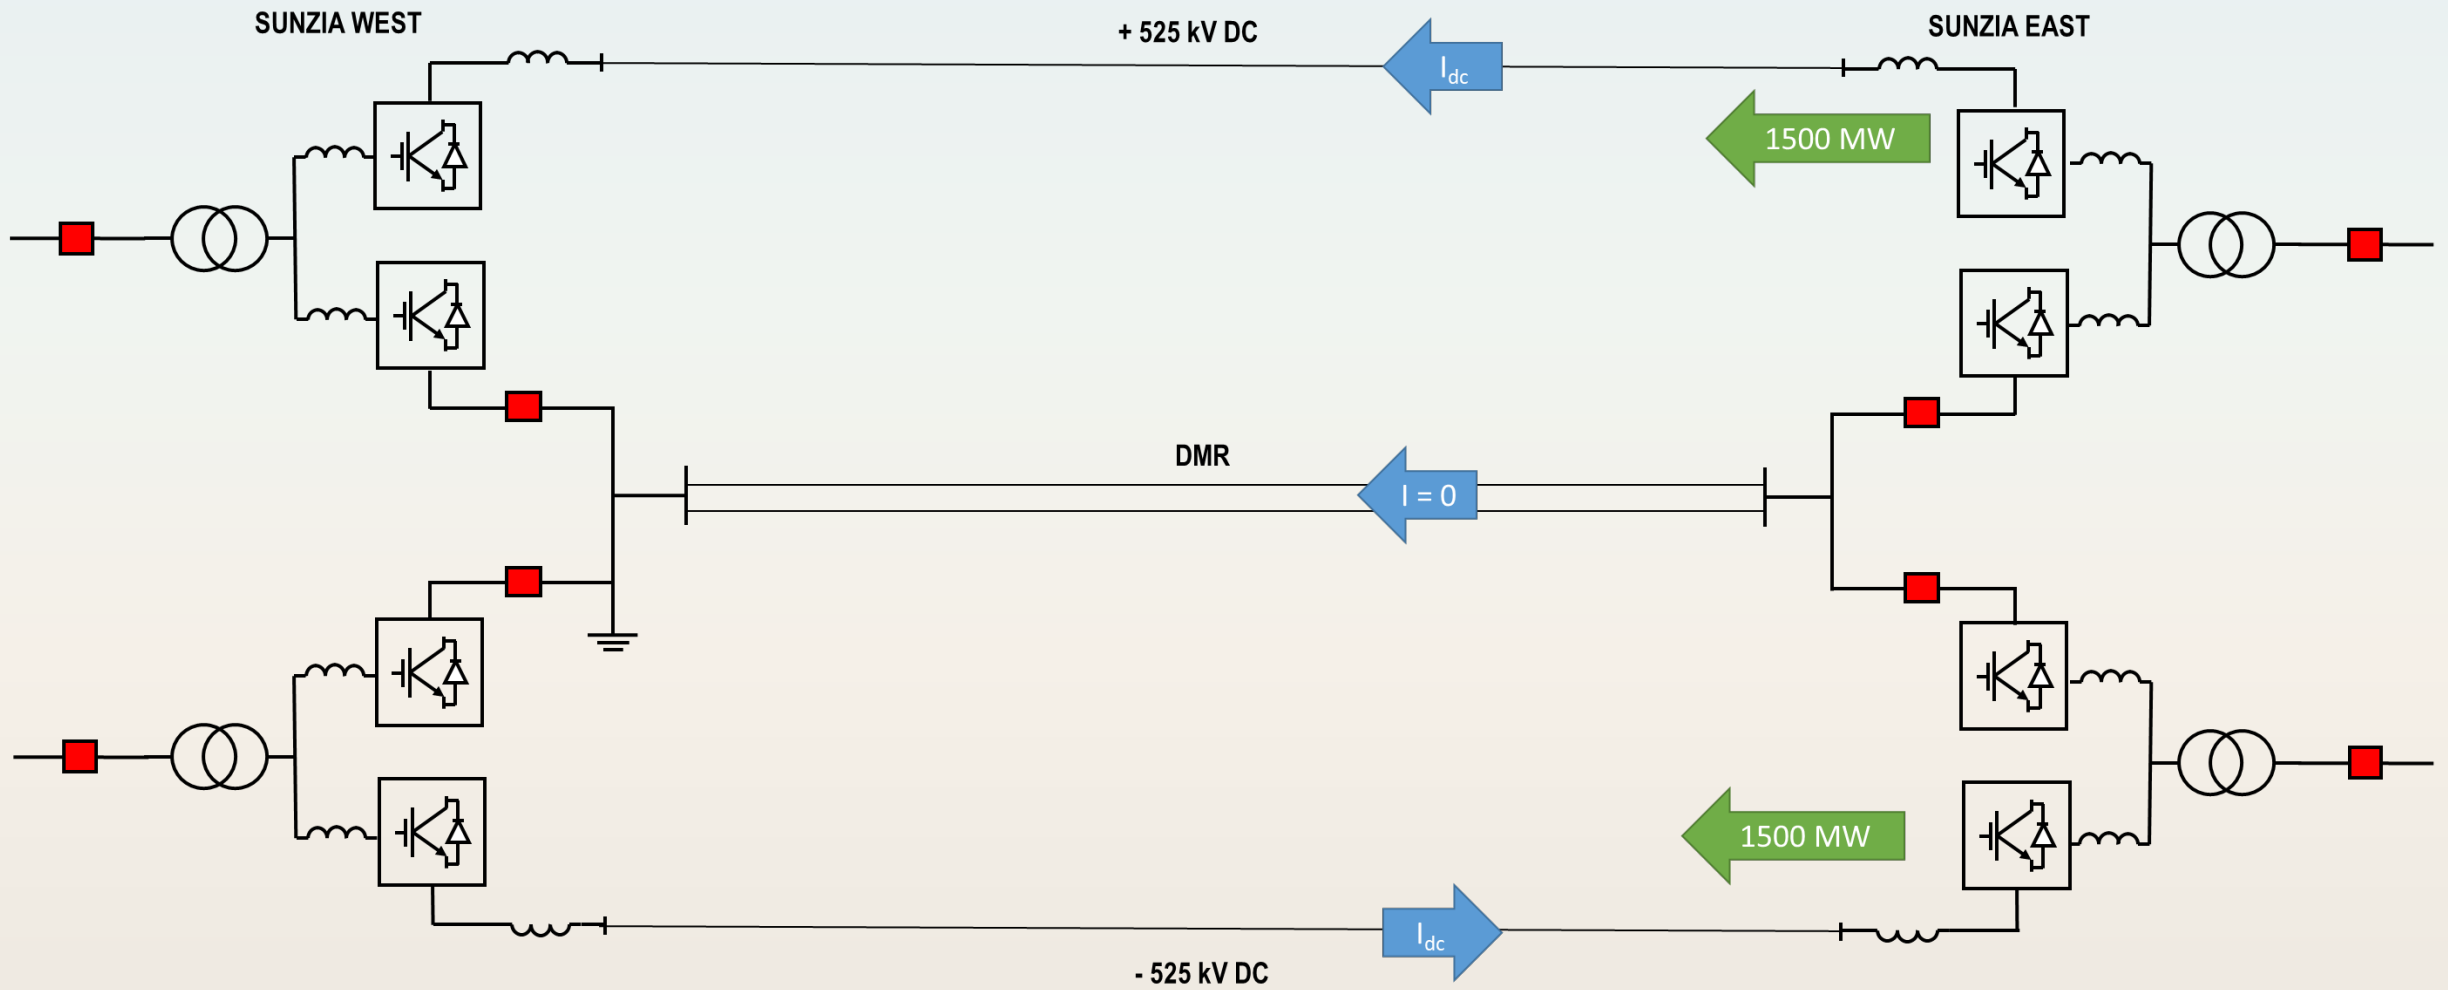 SUNZIA WEST
+ 525 kV DC
SUNZIA EAST
Idc
1500 MW
DMR
I = 0
1500 MW
Idc
- 525 kV DC